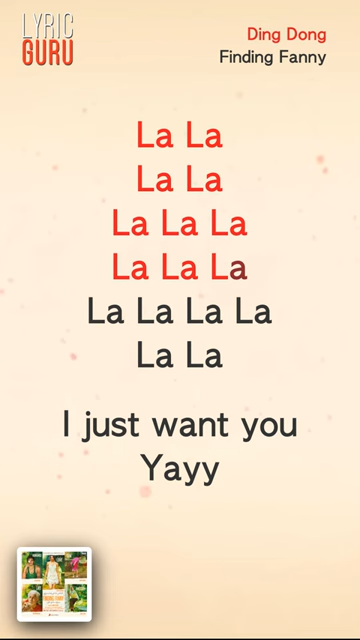 LYRIC
GURU
Ding Dong
Finding Fanny
La La
La La
La La La
La La La
La La La La
La La
I just want you
Yayy